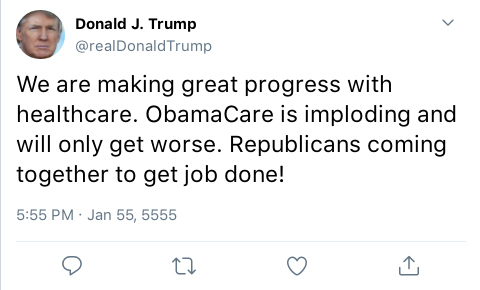 Donald J. Trump
@realDonaldTrump
We are making great progress with
healthcare. ObamaCare is imploding and
will only get worse. Republicans coming
together to get job done!
5:55 PM · Jan 55, 5555